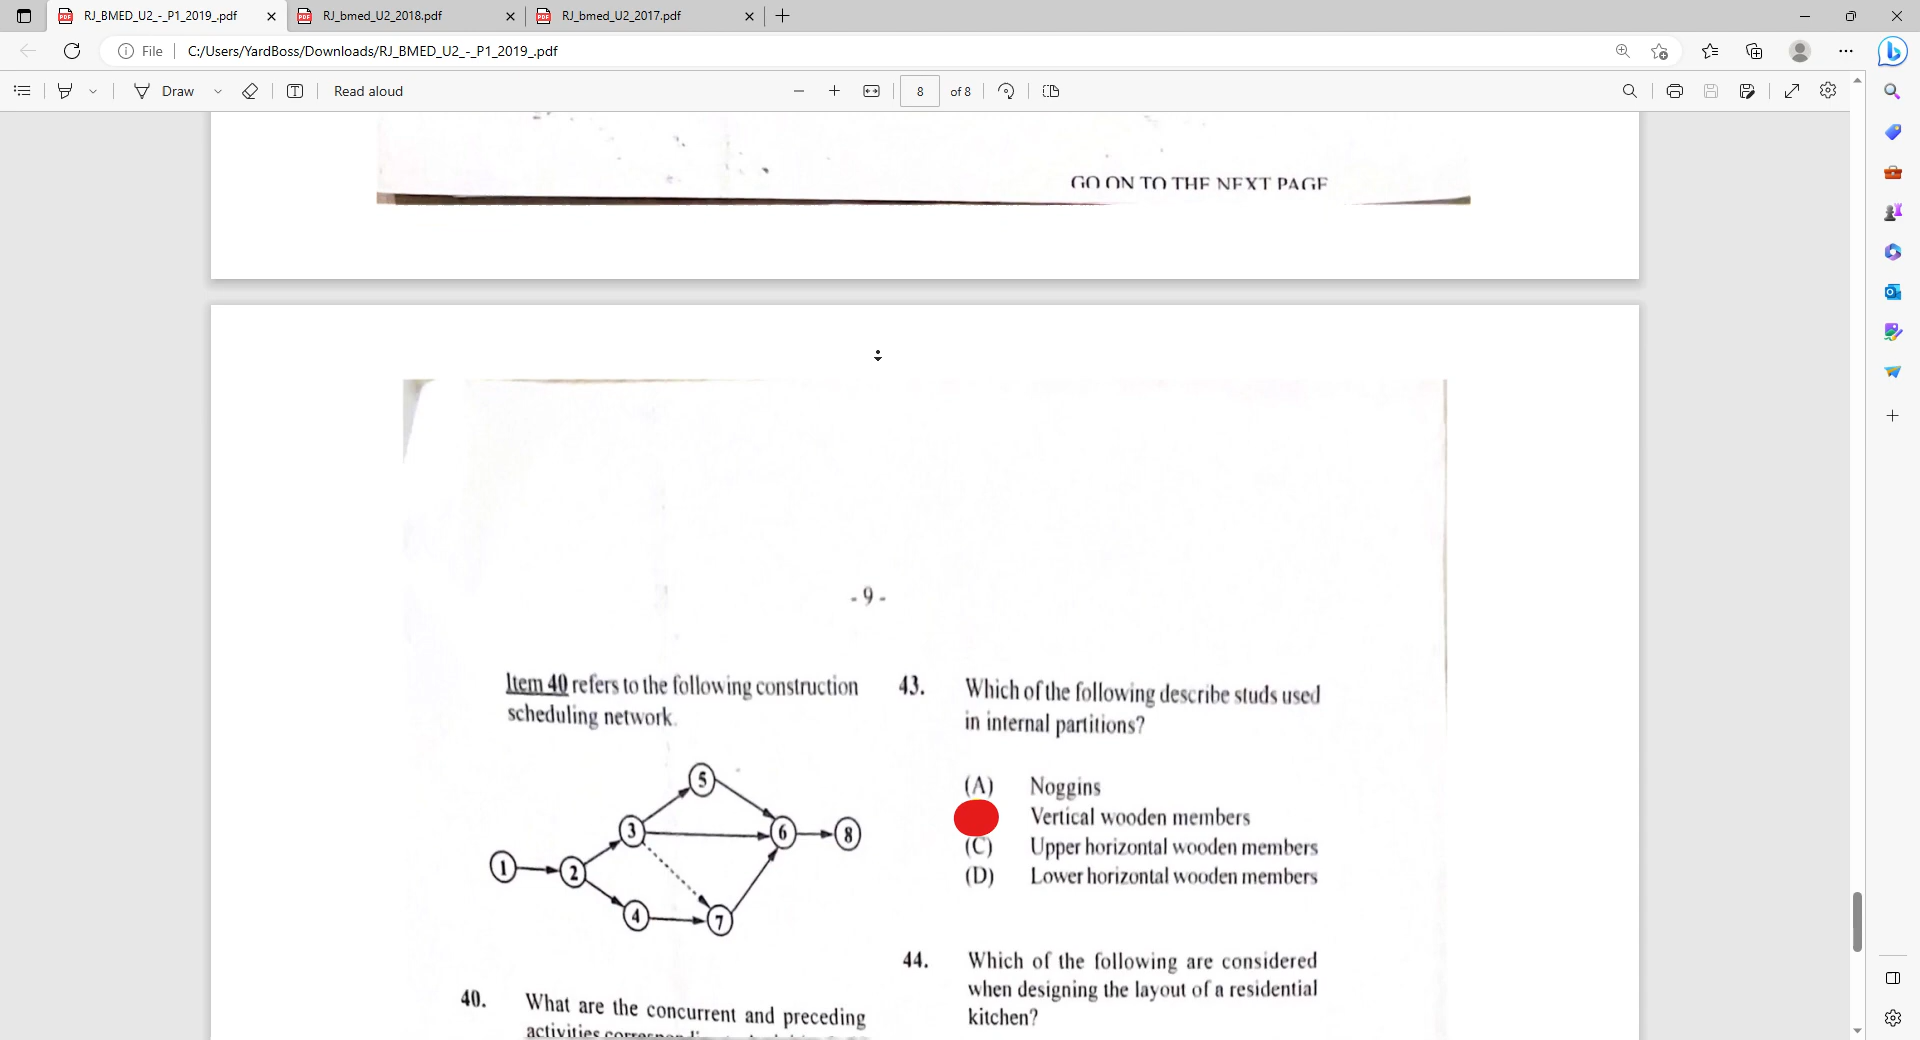 RJ_BMED_U2_-_P1_2019_.pdf
RJ_bmed_U2_2018.pdf
RJ_bmed_U2_2017.pdf
File
C:/Users/YardBoss/Downloads/RJ_BMED_U2_-_P1_2019_.pdf
Draw
Read aloud
8
of 8
GO ON TO THE NEXT PAGE
- 9 -
Item 40 refers to the following construction
scheduling network.
1
2
3
4
5
6
7
8
40. What are the concurrent and preceding
activities
43. Which of the following describe studs used
in internal partitions?
(A) Noggins
Vertical wooden members
(C) Upper horizontal wooden members
(D) Lower horizontal wooden members
44. Which of the following are considered
when designing the layout of a residential
kitchen?